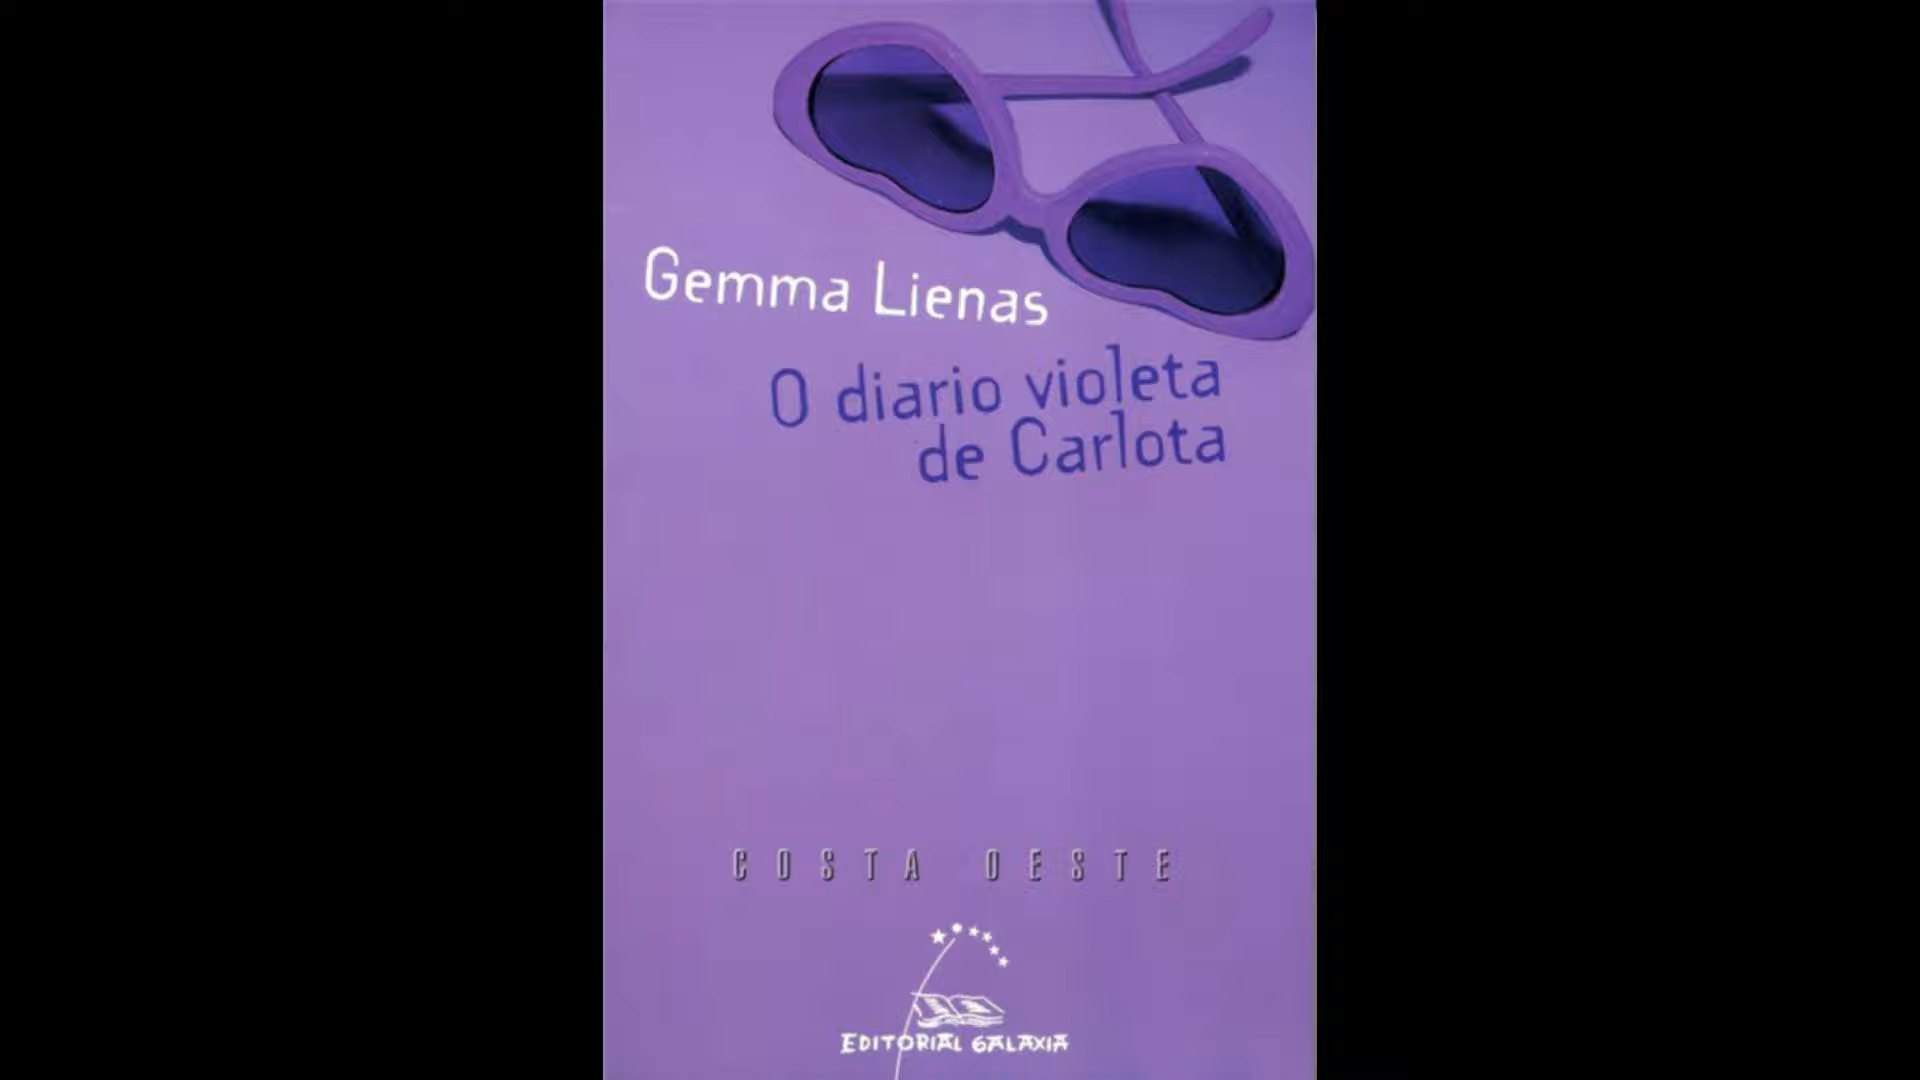 Gemma Lienas
O diario violeta
de Carlota
COSTA OESTE
EDITORIAL GALAXIA